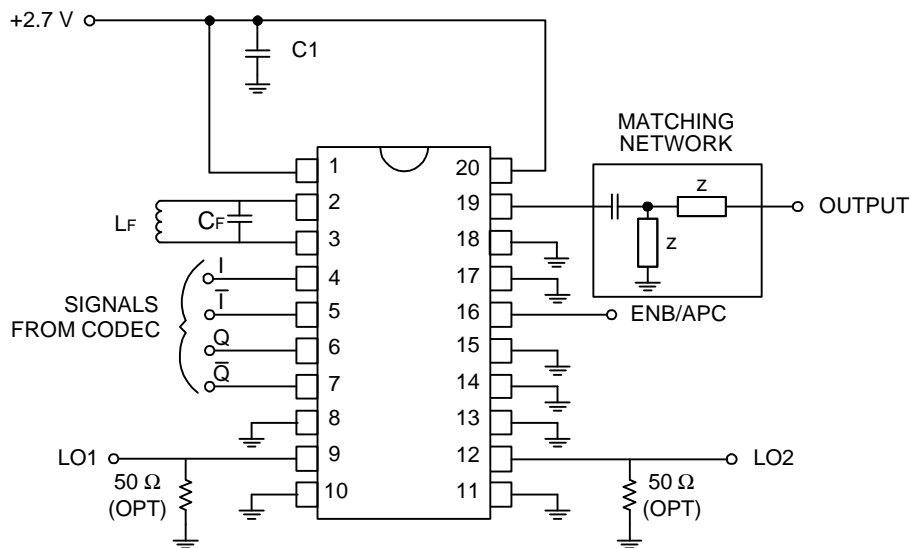 +2.7 V
C1
MATCHING
NETWORK
1
20
2
19
z
OUTPUT
LF
CF
z
3
18
I
4
17
SIGNALS
FROM CODEC
I̅
5
16
ENB/APC
Q
6
15
Q̅
7
14
8
13
LO1
9
12
LO2
50 Ω
(OPT)
10
11
50 Ω
(OPT)